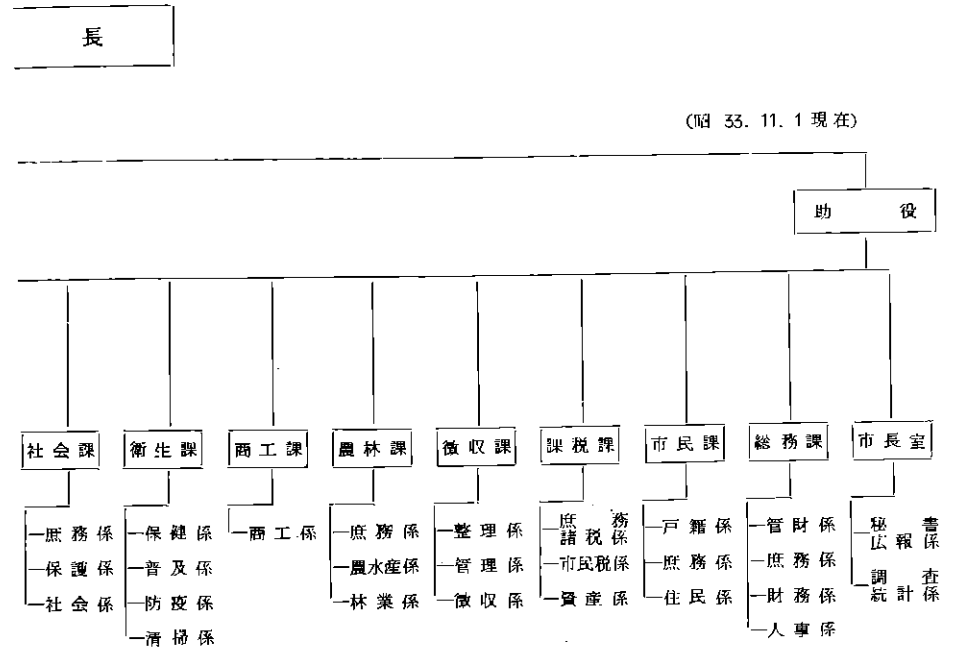 長
(昭 33. 11. 1 現在)
助役
社会課 衛生課 商工課 農林課 徴収課 課税課 市民課 総務課 市長室
庶務係
保護係
社会係
保健係
普及係
防疫係
清掃係
商工係
庶務係
農水産係
林業係
整理係
管理係
徴収係
庶務
諸税係
市民税係
資産係
戸籍係
庶務係
住民係
管財係
庶務係
財務係
人事係
秘書
広報係
調査
統計係